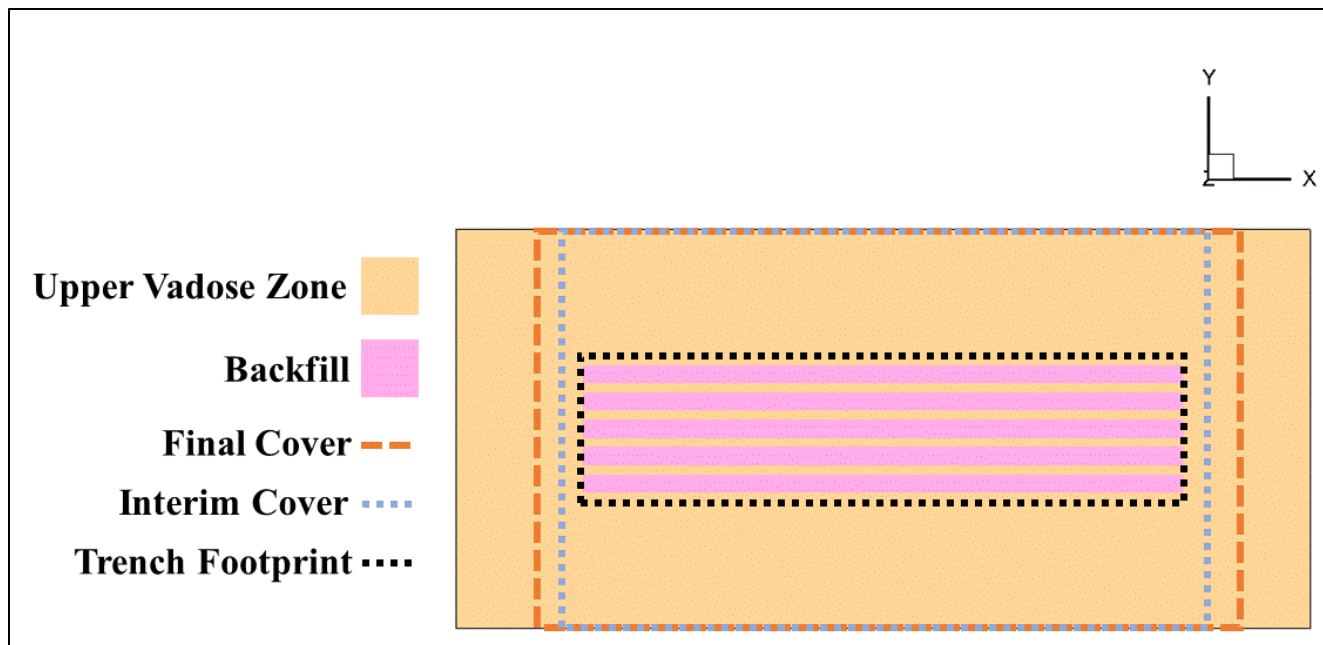 Y
Z
X
Upper Vadose Zone
Backfill
Final Cover
Interim Cover
Trench Footprint